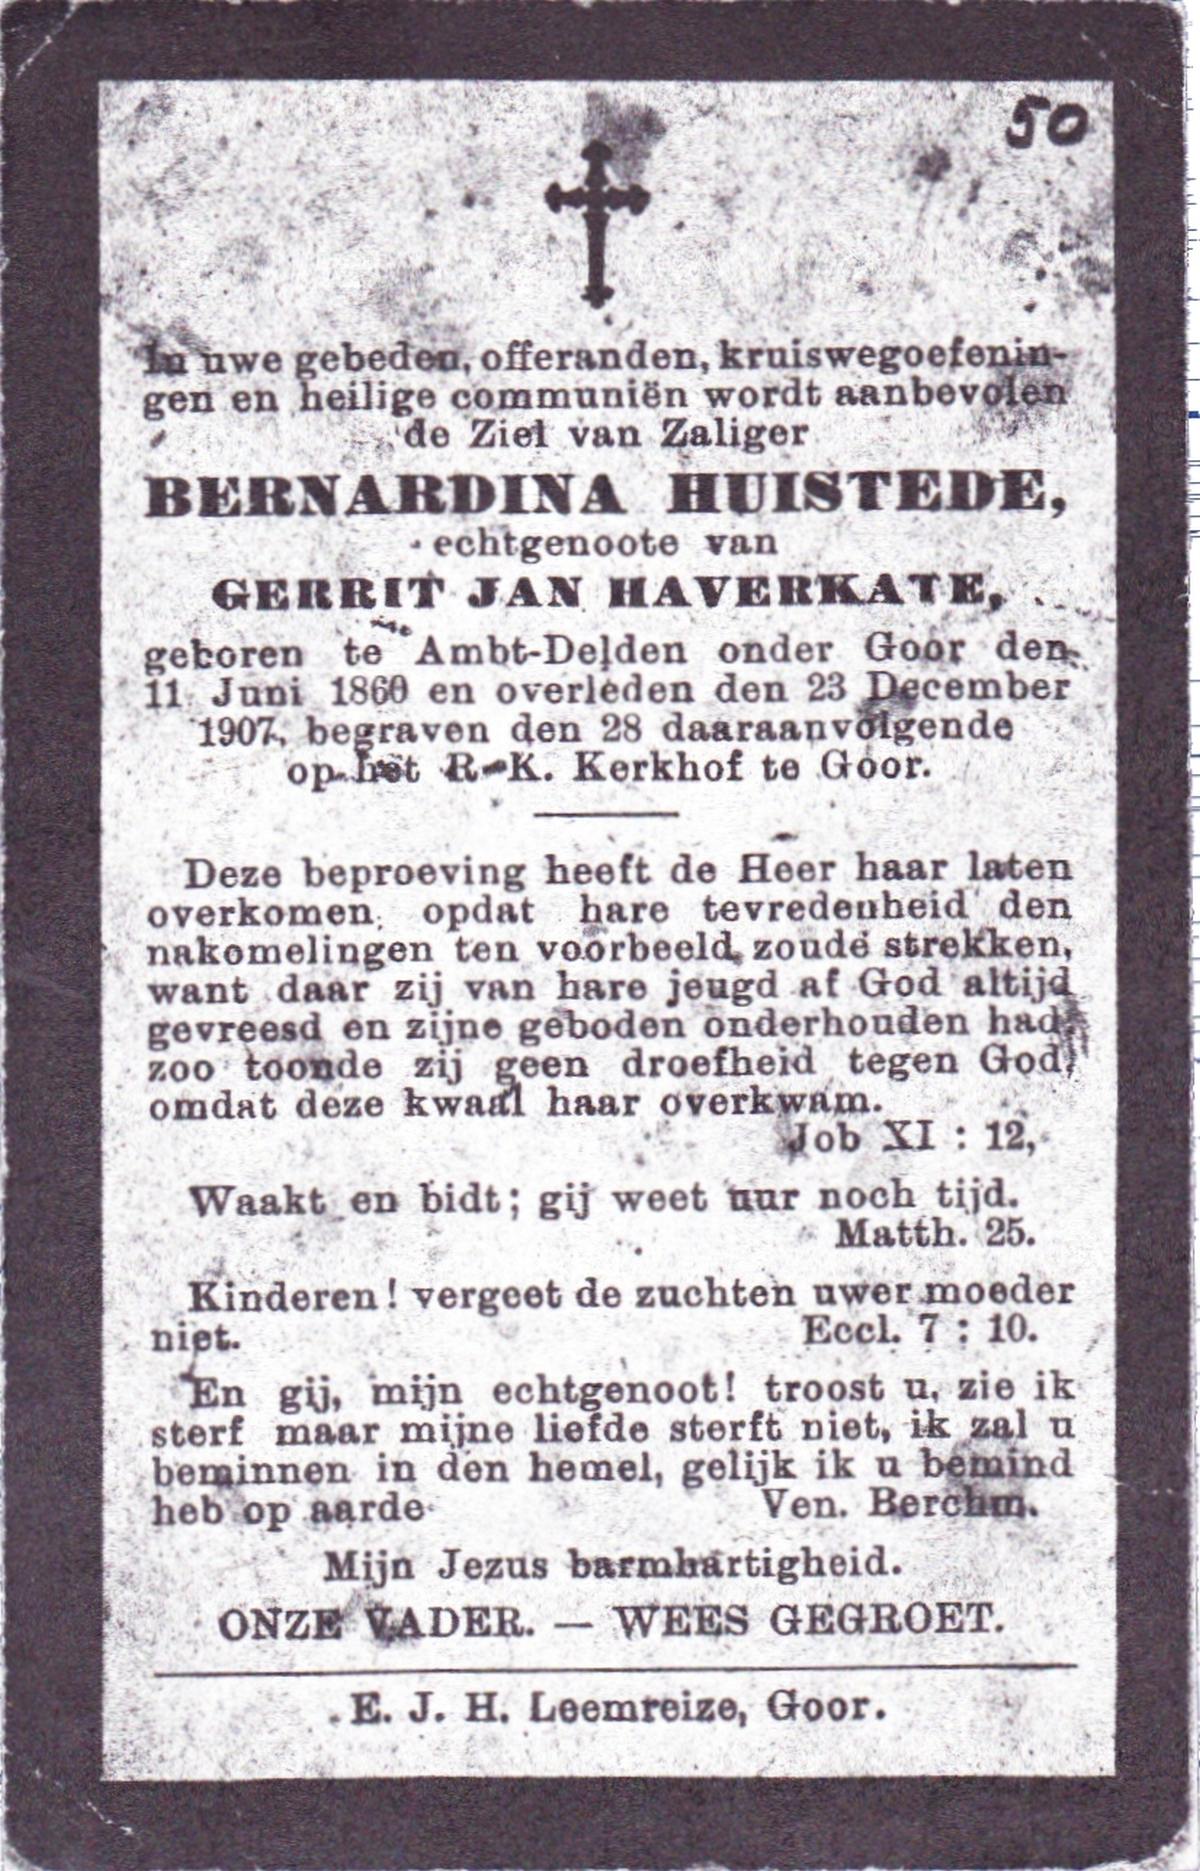 50
In uwe gebeden, offeranden, kruiswegoefenin-
gen en heilige communiën wordt aanbevolen
de Ziel van Zaliger
BERNARDINA HUISTEDE,
echtgenoote van
GERRIT JAN HAVERKATE,
geboren te Ambt-Delden onder Goor den
11 Juni 1860 en overleden den 23 December
1907, begraven den 28 daaraanvolgende
op het R. K. Kerkhof te Goor.
Deze beproeving heeft de Heer haar laten
overkomen, opdat hare tevredenheid den
nakomelingen ten voorbeeld zoude strekken,
want daar zij van hare jeugd af God altijd
gevreesd en zijne geboden onderhouden had,
zoo toonde zij geen droefheid tegen God,
omdat deze kwaal haar overkwam.
Job XI : 12,
Waakt en bidt; gij weet uur noch tijd.
Matth. 25.
Kinderen! vergeet de zuchten uwer moeder
niet. Eccl. 7 : 10.
En gij, mijn echtgenoot! troost u, zie ik
sterf maar mijne liefde sterft niet, ik zal u
beminnen in den hemel, gelijk ik u bemind
heb op aarde Ven. Berchm.
Mijn Jezus barmhartigheid.
ONZE VADER. — WEES GEGROET.
E. J. H. Leemreize, Goor.